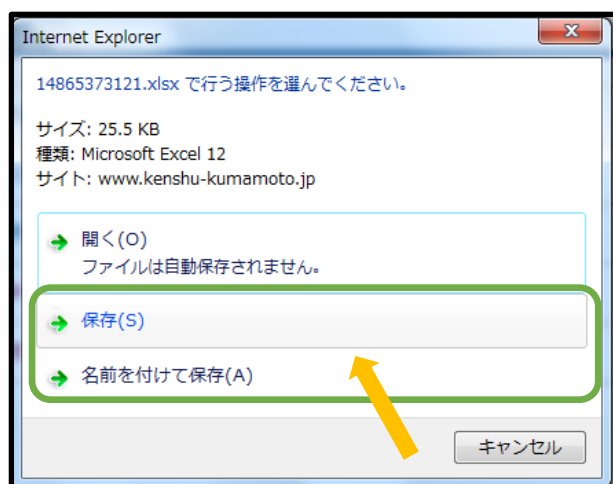 Internet Explorer
14865373121.xlsx で行う操作を選んでください。
サイズ: 25.5 KB
種類: Microsoft Excel 12
サイト: www.kenshu-kumamoto.jp
開く(O)
ファイルは自動保存されません。
保存(S)
名前を付けて保存(A)
キャンセル